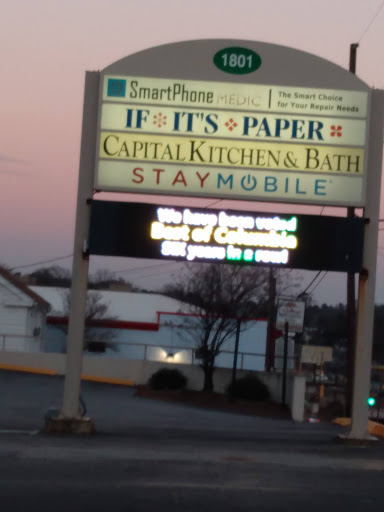 1801
SmartPhone MEDIC
The Smart Choice
for Your Repair Needs
IF IT'S PAPER
CAPITAL KITCHEN & BATH
STAYMOBILE
We have been voted
Best of Columbia
SIX years in a row!